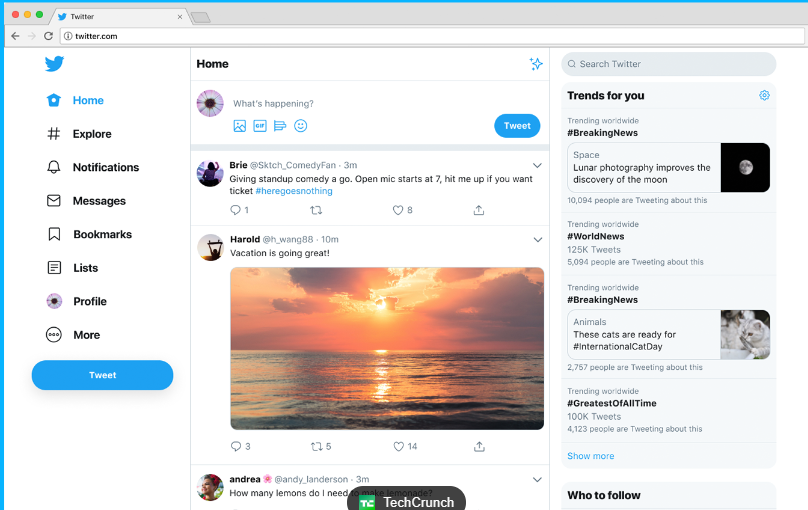 Twitter
twitter.com
Home
Explore
Notifications
Messages
Bookmarks
Lists
Profile
More
Tweet
Home
What's happening?
GIF
Tweet
Brie @Sktch_ComedyFan · 3m
Giving standup comedy a go. Open mic starts at 7, hit me up if you want
ticket #heregoesnothing
1
8
Harold @h_wang88 · 10m
Vacation is going great!
3
5
14
andrea @andy_landerson · 3m
How many lemons do I need to make lemonade?
TechCrunch
Search Twitter
Trends for you
Trending worldwide
#BreakingNews
Space
Lunar photography improves the
discovery of the moon
10,094 people are Tweeting about this
Trending worldwide
#WorldNews
125K Tweets
5,094 people are Tweeting about this
Trending worldwide
#BreakingNews
Animals
These cats are ready for
#InternationalCatDay
2,757 people are Tweeting about this
Trending worldwide
#GreatestOfAllTime
100K Tweets
4,123 people are Tweeting about this
Show more
Who to follow